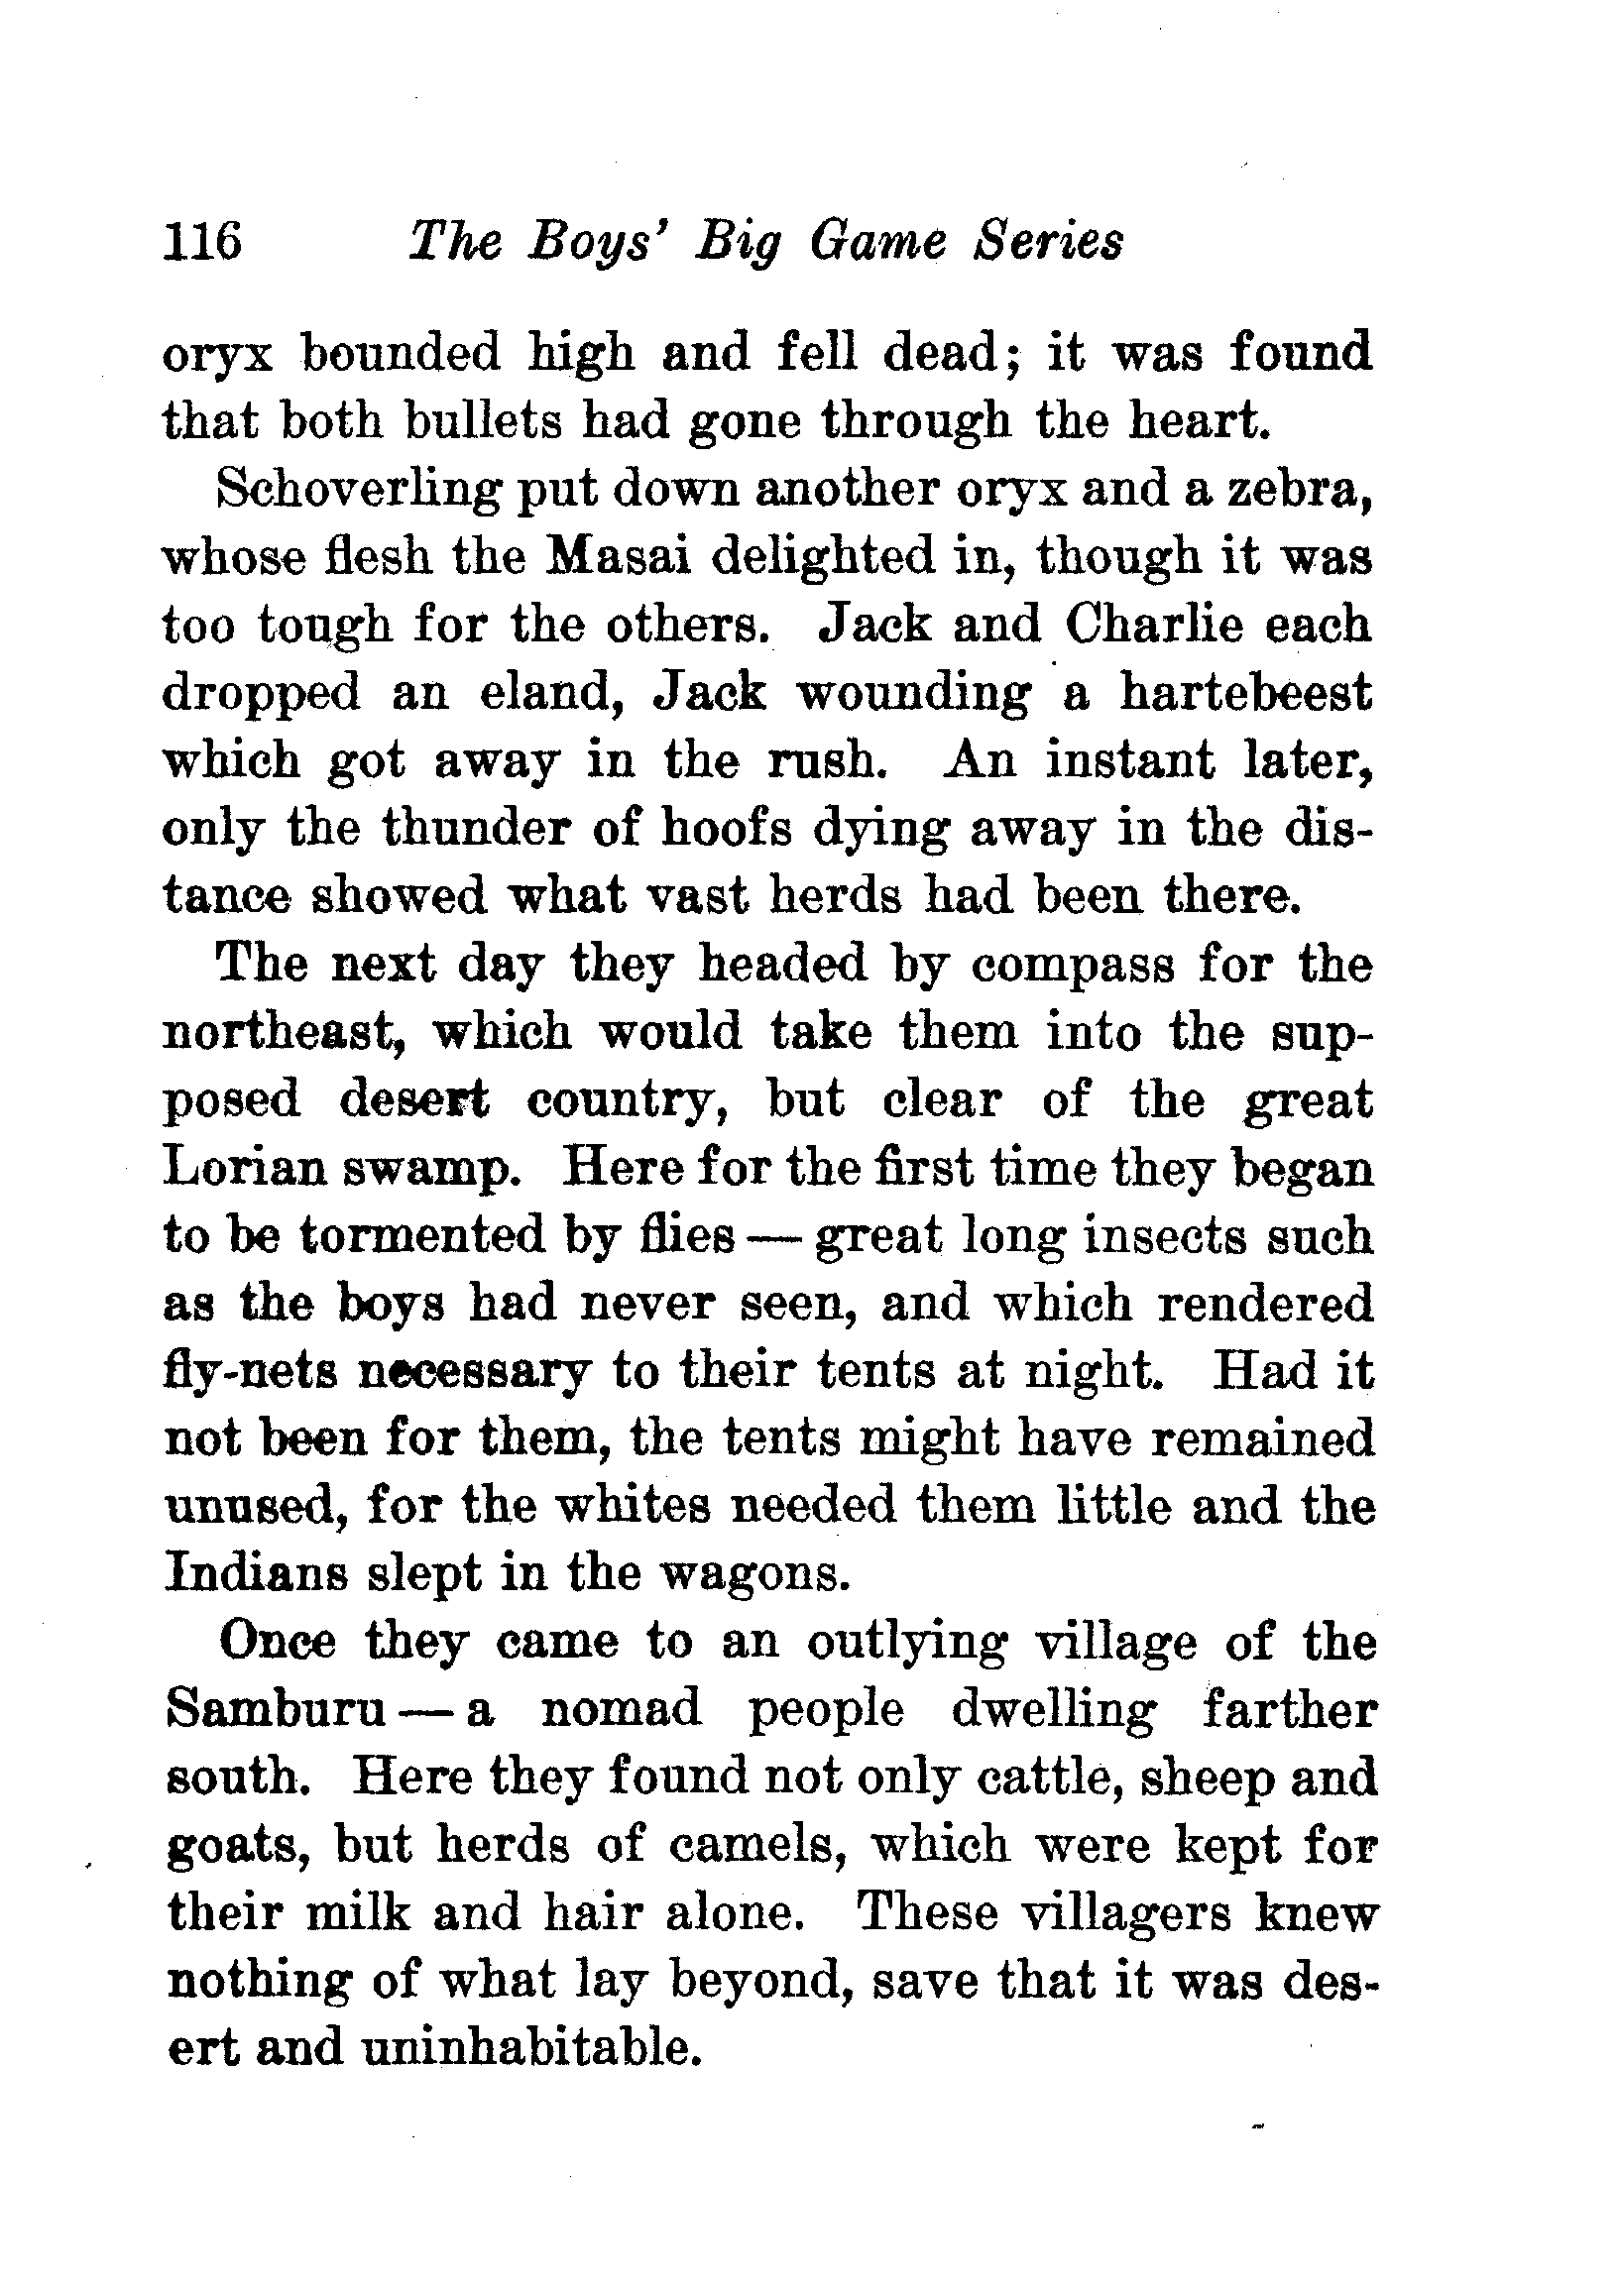 116 The Boys' Big Game Series
oryx bounded high and fell dead; it was found
that both bullets had gone through the heart.
Schoverling put down another oryx and a zebra,
whose flesh the Masai delighted in, though it was
too tough for the others. Jack and Charlie each
dropped an eland, Jack wounding a hartebeest
which got away in the rush. An instant later,
only the thunder of hoofs dying away in the dis-
tance showed what vast herds had been there.
The next day they headed by compass for the
northeast, which would take them into the sup-
posed desert country, but clear of the great
Lorian swamp. Here for the first time they began
to be tormented by flies — great long insects such
as the boys had never seen, and which rendered
fly-nets necessary to their tents at night. Had it
not been for them, the tents might have remained
unused, for the whites needed them little and the
Indians slept in the wagons.
Once they came to an outlying village of the
Samburu — a nomad people dwelling farther
south. Here they found not only cattle, sheep and
goats, but herds of camels, which were kept for
their milk and hair alone. These villagers knew
nothing of what lay beyond, save that it was des-
ert and uninhabitable.